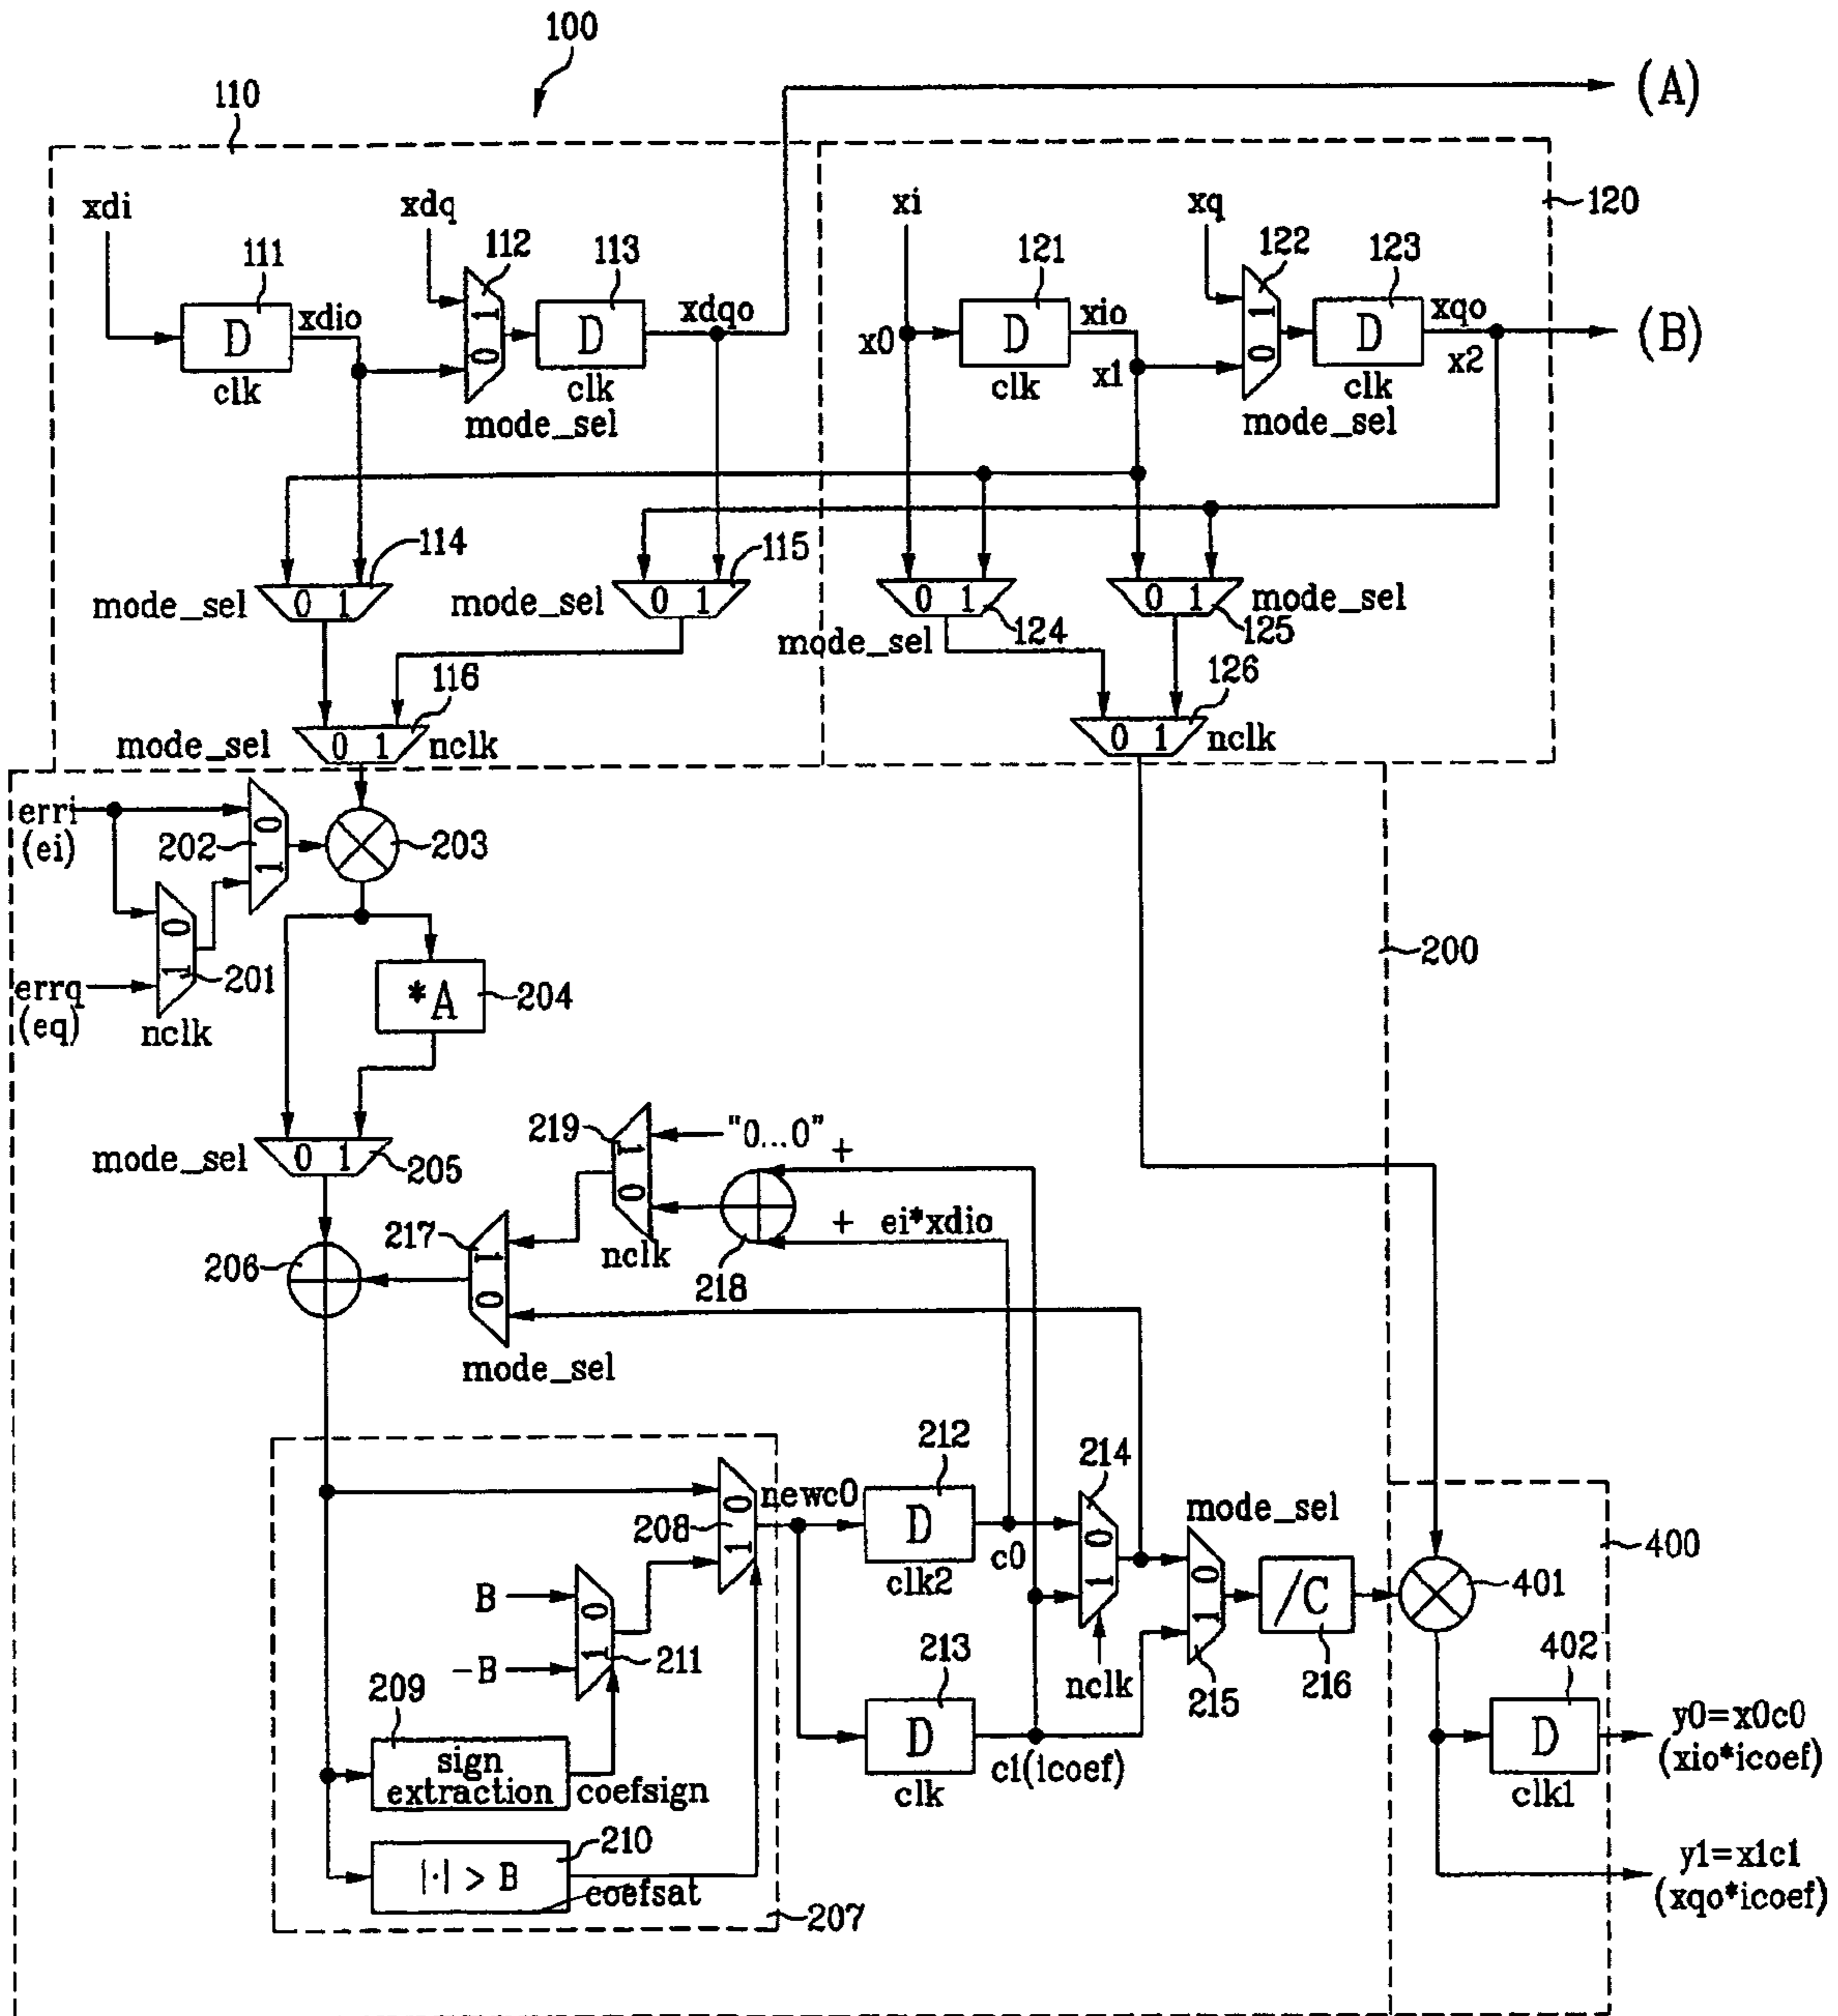 100
(A)
110
xdi
xdq
xi
xq
120
111
112
113
121
122
123
D
xdio
1
0
D
xdqo
x0
D
xio
1
0
D
xqo
(B)
clk
clk
x1
clk
x2
mode_sel
clk
mode_sel
114
115
mode_sel
0 1
mode_sel
0 1
0 1
124
0 1
mode_sel
125
mode_sel
116
126
mode_sel
0 1
nclk
0 1
nclk
erri
(ei)
202
0
1
203
200
0
1
201
errq
(eq)
nclk
*A
204
219
1
0
"0...0"
+
mode_sel
0 1
205
217
1
0
nclk
+
ei*xdio
218
206
mode_sel
212
214
newc0
D
mode_sel
208
0
1
c0
0
1
400
clk2
B
0
1
0
1
/C
401
-B
211
213
402
209
nclk
215
216
sign
extraction
coefsign
D
c1(icoef)
D
y0=x0c0
(xio*icoef)
clk
clk1
210
|·| > B
coefsat
207
y1=x1c1
(xqo*icoef)